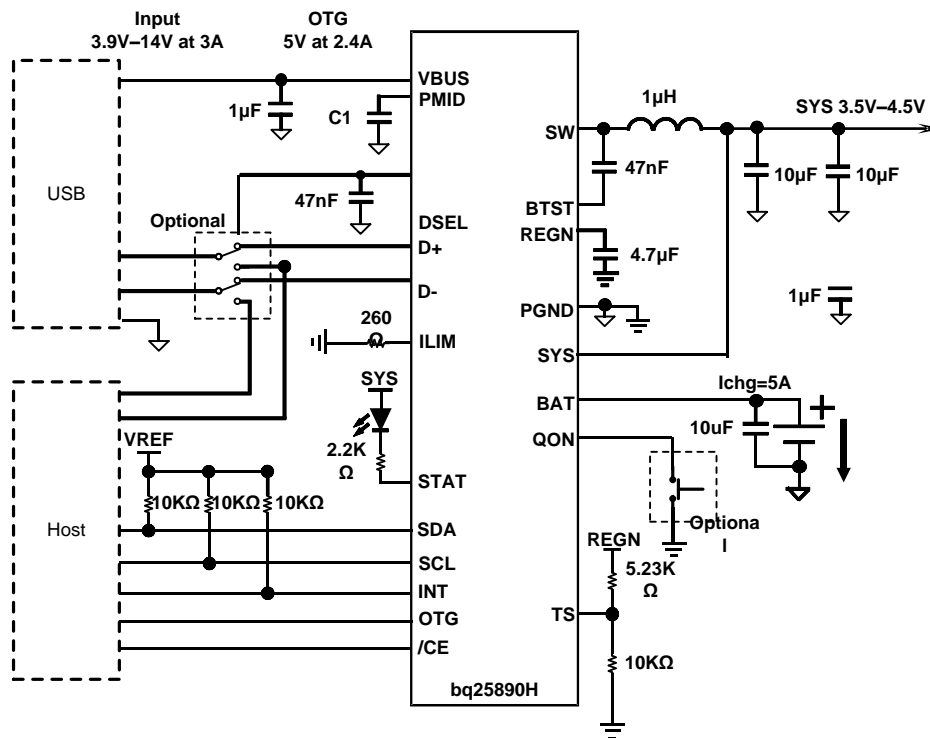 Input
3.9V–14V at 3A
OTG
5V at 2.4A
VBUS
PMID
1µF
C1
1µH
SYS 3.5V–4.5V
SW
USB
47nF
47nF
10µF
10µF
BTST
Optional
DSEL
REGN
D+
4.7µF
D-
1µF
PGND
260
Ω
ILIM
SYS
SYS
Ichg=5A
BAT
+
10uF
VREF
2.2K
Ω
QON
STAT
10KΩ
10KΩ
10KΩ
Host
SDA
Optiona
l
REGN
SCL
5.23K
Ω
INT
TS
OTG
/CE
10KΩ
bq25890H